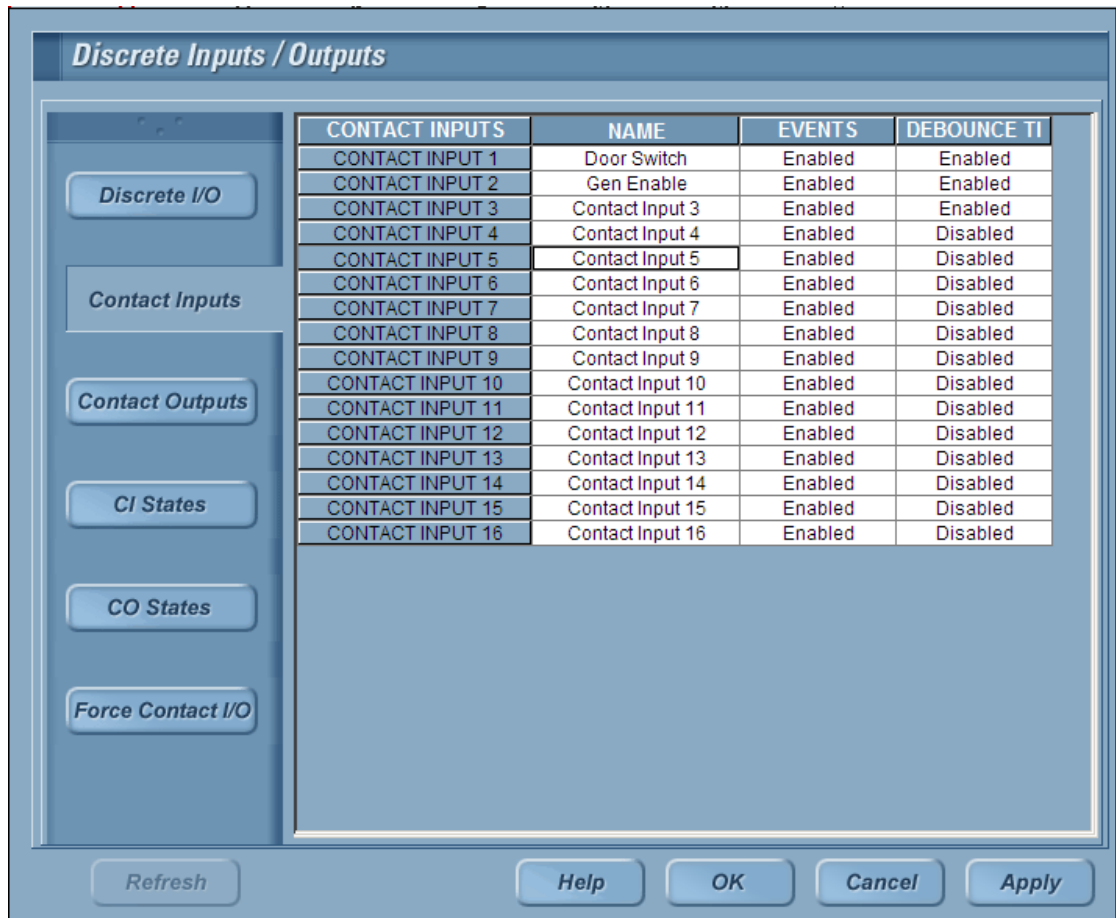 Discrete Inputs / Outputs
CONTACT INPUTS NAME EVENTS DEBOUNCE TI
CONTACT INPUT 1 Door Switch Enabled Enabled
CONTACT INPUT 2 Gen Enable Enabled Enabled
CONTACT INPUT 3 Contact Input 3 Enabled Enabled
CONTACT INPUT 4 Contact Input 4 Enabled Disabled
CONTACT INPUT 5 Contact Input 5 Enabled Disabled
CONTACT INPUT 6 Contact Input 6 Enabled Disabled
CONTACT INPUT 7 Contact Input 7 Enabled Disabled
CONTACT INPUT 8 Contact Input 8 Enabled Disabled
CONTACT INPUT 9 Contact Input 9 Enabled Disabled
CONTACT INPUT 10 Contact Input 10 Enabled Disabled
CONTACT INPUT 11 Contact Input 11 Enabled Disabled
CONTACT INPUT 12 Contact Input 12 Enabled Disabled
CONTACT INPUT 13 Contact Input 13 Enabled Disabled
CONTACT INPUT 14 Contact Input 14 Enabled Disabled
CONTACT INPUT 15 Contact Input 15 Enabled Disabled
CONTACT INPUT 16 Contact Input 16 Enabled Disabled
Discrete I/O
Contact Inputs
Contact Outputs
CI States
CO States
Force Contact I/O
Refresh Help OK Cancel Apply